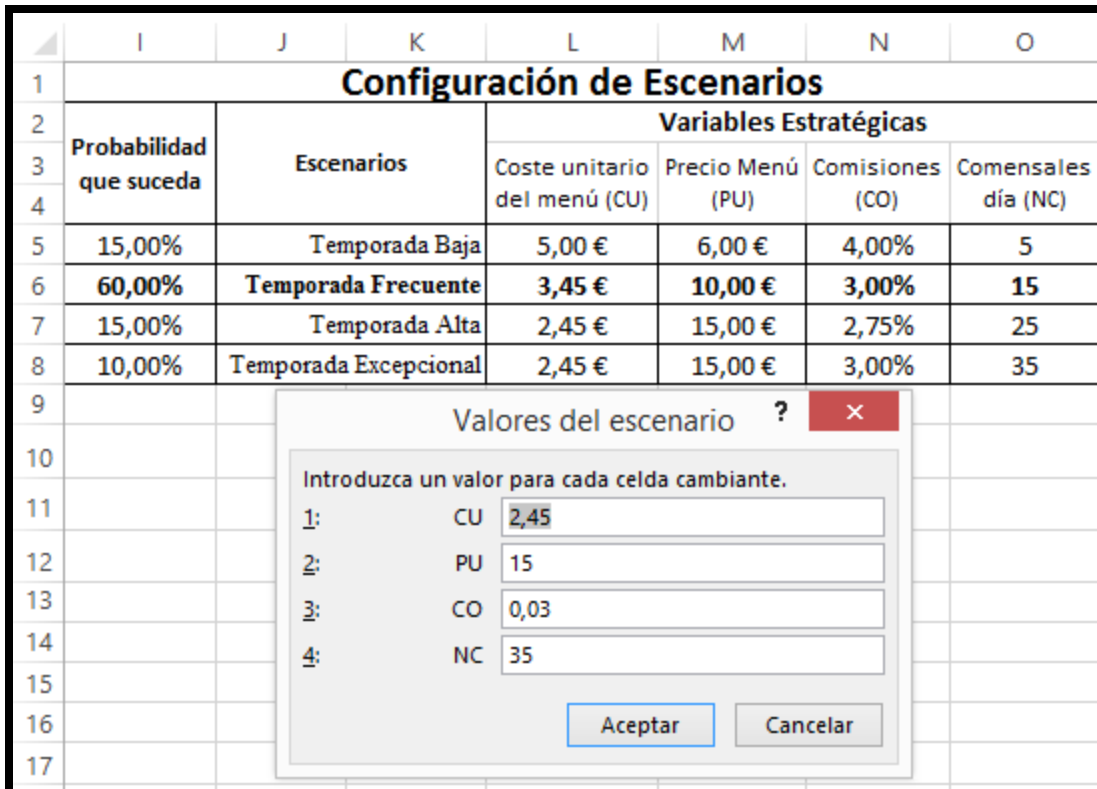 I J K L M N O
1 Configuración de Escenarios
2 Probabilidad que suceda Escenarios Variables Estratégicas
3 Coste unitario Precio Menú Comisiones Comensales
4 del menú (CU) (PU) (CO) día (NC)
5 15,00% Temporada Baja 5,00 € 6,00 € 4,00% 5
6 60,00% Temporada Frecuente 3,45 € 10,00 € 3,00% 15
7 15,00% Temporada Alta 2,45 € 15,00 € 2,75% 25
8 10,00% Temporada Excepcional 2,45 € 15,00 € 3,00% 35
9
Valores del escenario ? ×
10
Introduzca un valor para cada celda cambiante.
11 1: CU 2,45
12 2: PU 15
13 3: CO 0,03
14 4: NC 35
15
16 Aceptar Cancelar
17